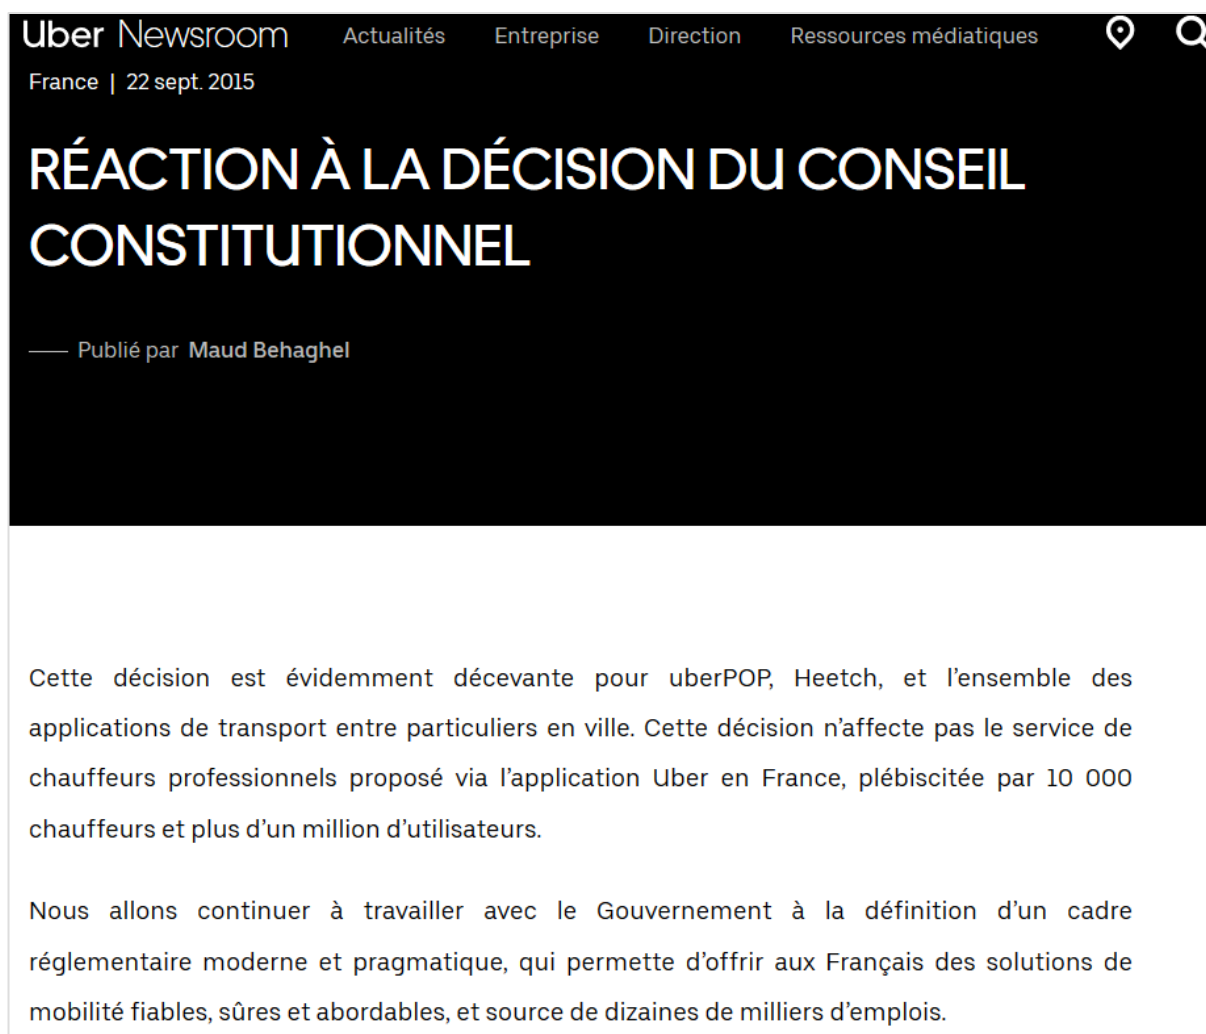 Uber Newsroom Actualités Entreprise Direction Ressources médiatiques
France | 22 sept. 2015
RÉACTION À LA DÉCISION DU CONSEIL
CONSTITUTIONNEL
Publié par Maud Behaghel
Cette décision est évidemment décevante pour uberPOP, Heetch, et l’ensemble des
applications de transport entre particuliers en ville. Cette décision n’affecte pas le service de
chauffeurs professionnels proposé via l’application Uber en France, plébiscitée par 10 000
chauffeurs et plus d’un million d’utilisateurs.
Nous allons continuer à travailler avec le Gouvernement à la définition d’un cadre
réglementaire moderne et pragmatique, qui permette d’offrir aux Français des solutions de
mobilité fiables, sûres et abordables, et source de dizaines de milliers d’emplois.